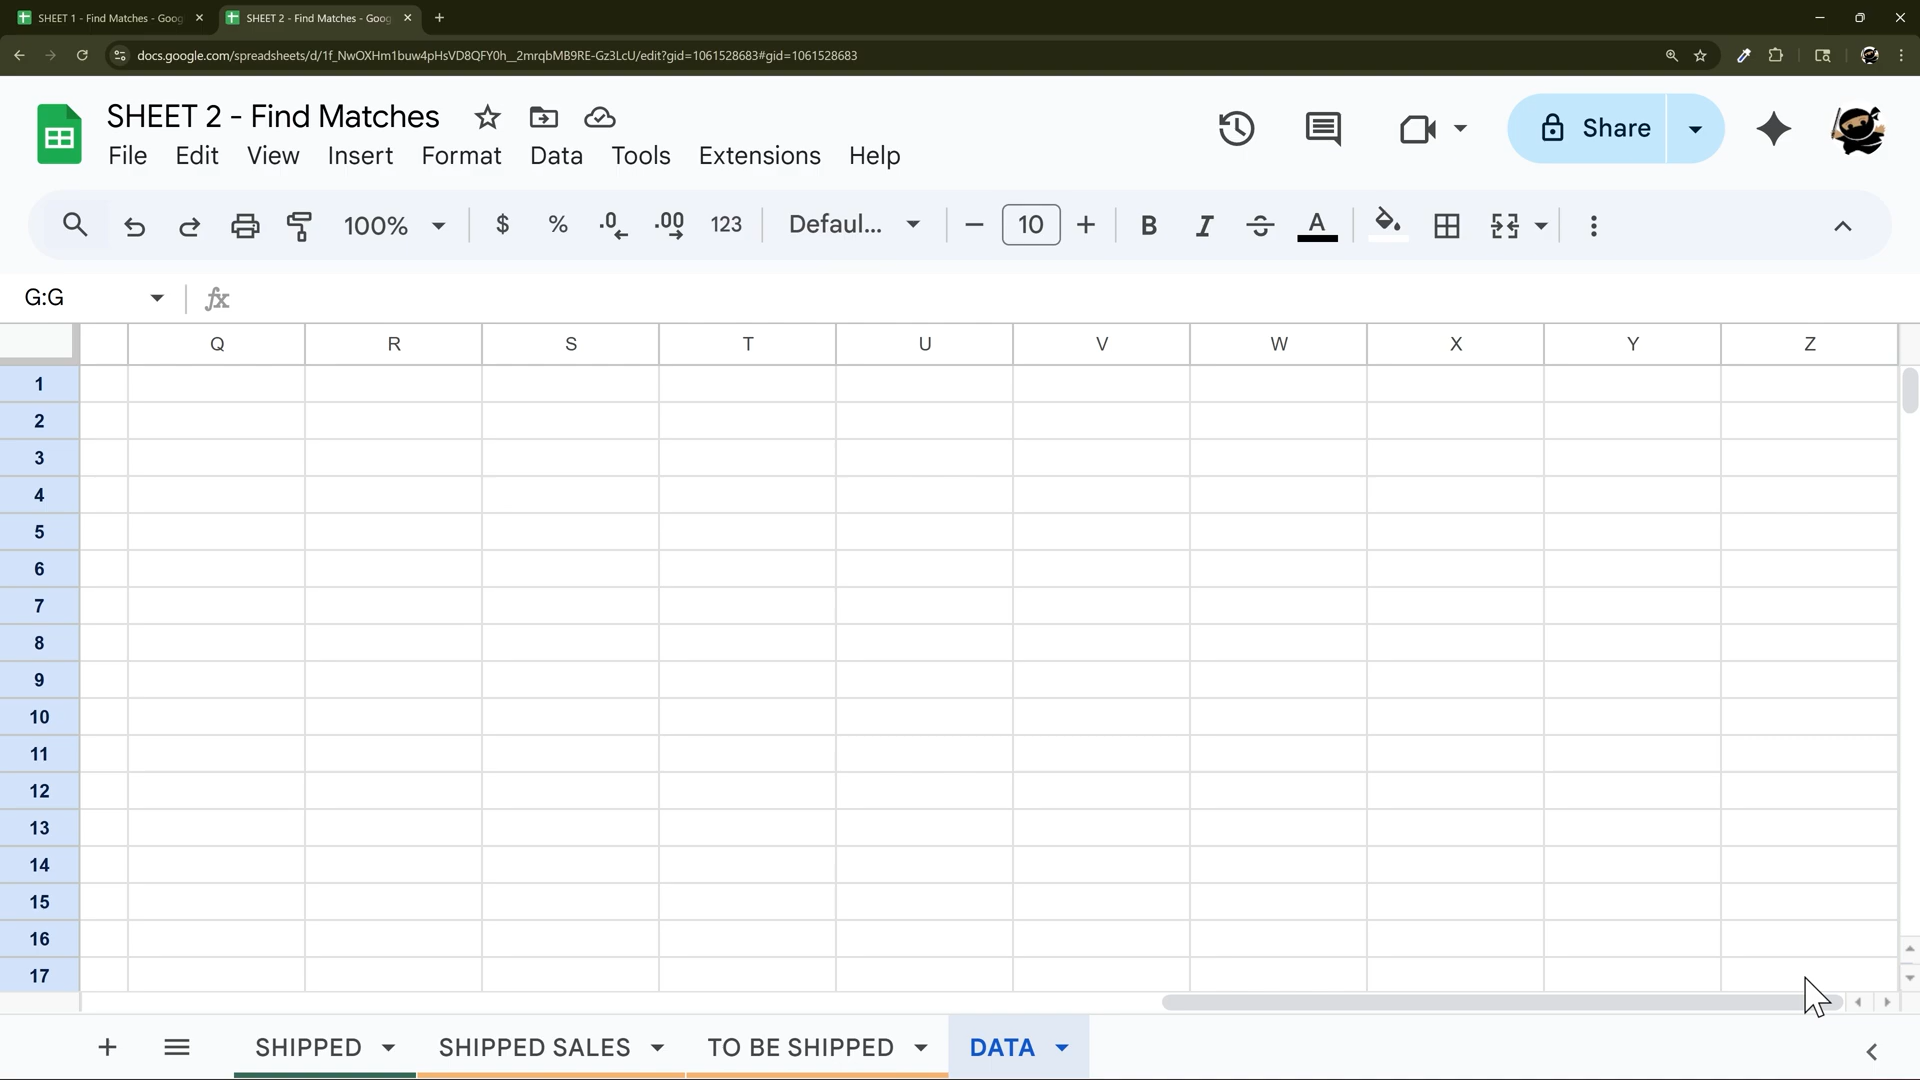 SHEET 1 - Find Matches - Goog
SHEET 2 - Find Matches - Goog
docs.google.com/spreadsheets/d/1f_NwOXHm1buw4pHsVD8QFY0h__2mrqbMB9RE-Gz3LcU/edit?gid=1061528683#gid=1061528683
SHEET 2 - Find Matches
Share
File Edit View Insert Format Data Tools Extensions Help
100% $ % .0 .00 123 Defaul... 10 B I S A
G:G fx
Q R S T U V W X Y Z
1
2
3
4
5
6
7
8
9
10
11
12
13
14
15
16
17
SHIPPED SHIPPED SALES TO BE SHIPPED DATA